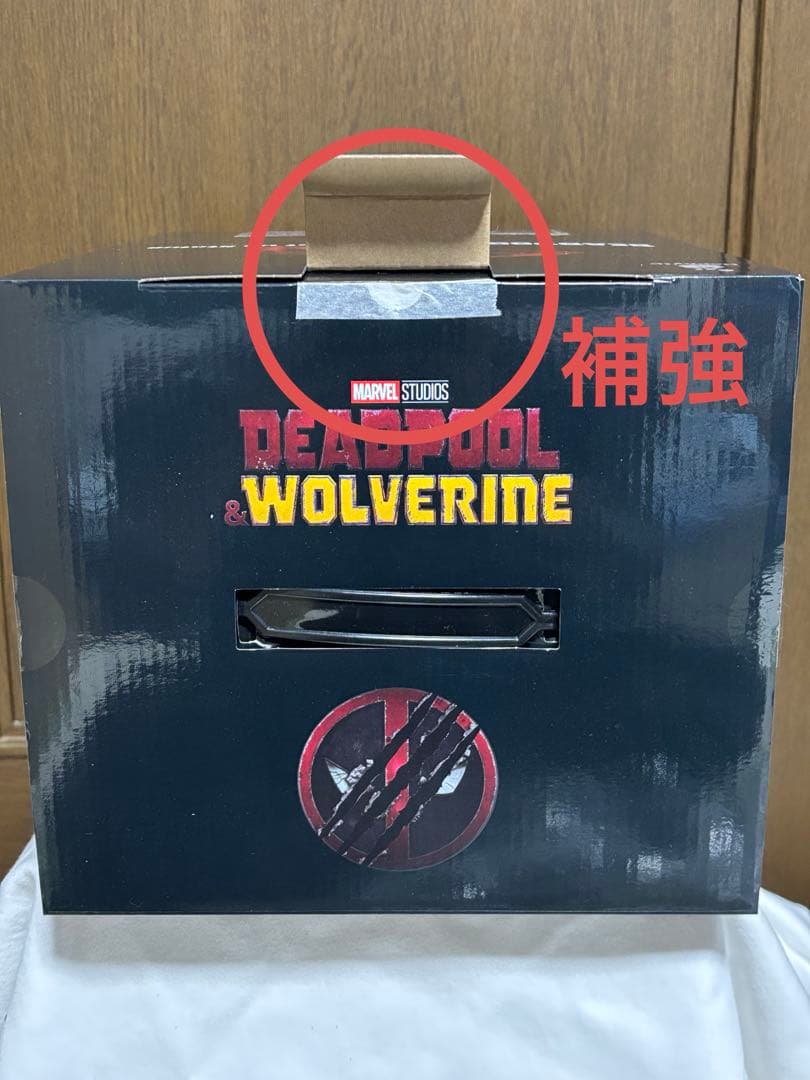 補強
MARVEL STUDIOS
DEADPOOL
& WOLVERINE